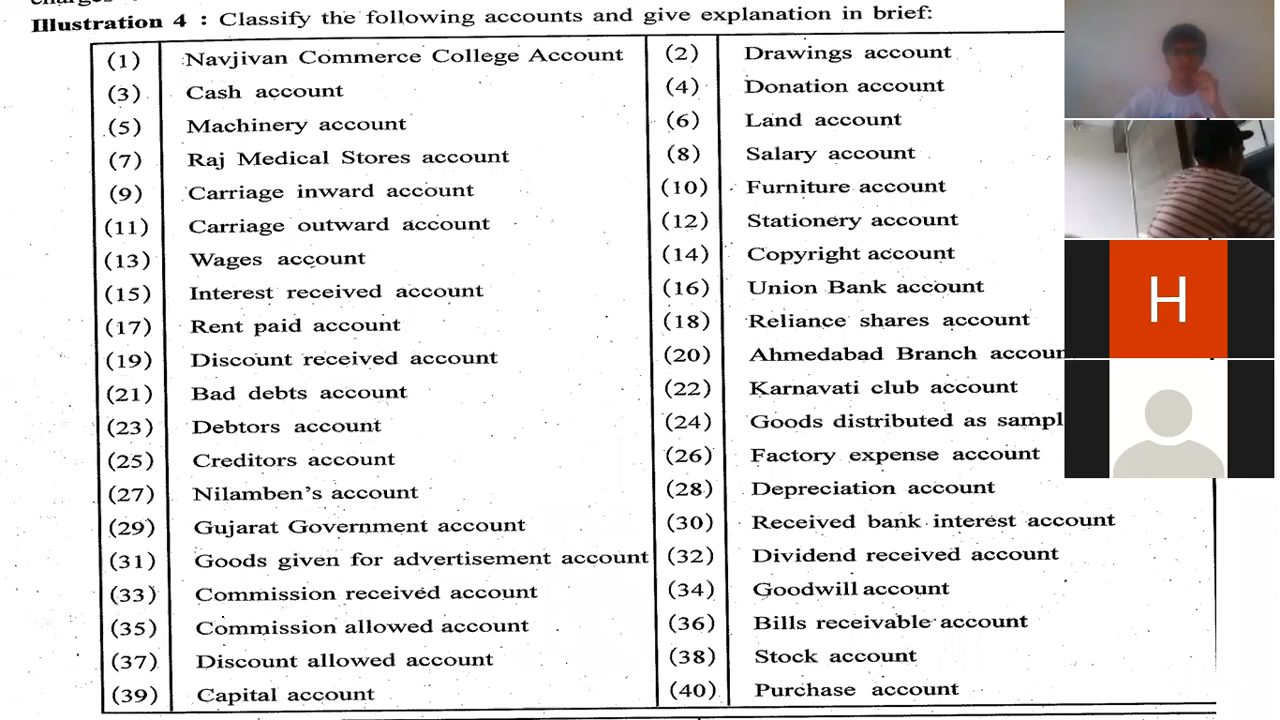 Illustration 4 : Classify the following accounts and give explanation in brief:
(1) Navjivan Commerce College Account (2) Drawings account
(3) Cash account (4) Donation account
(5) Machinery account (6) Land account
(7) Raj Medical Stores account (8) Salary account
(9) Carriage inward account (10) Furniture account
(11) Carriage outward account (12) Stationery account
(13) Wages account (14) Copyright account
(15) Interest received account (16) Union Bank account
(17) Rent paid account (18) Reliance shares account
(19) Discount received account (20) Ahmedabad Branch accoun
(21) Bad debts account (22) Karnavati club account
(23) Debtors account (24) Goods distributed as sampl
(25) Creditors account (26) Factory expense account
(27) Nilamben's account (28) Depreciation account
(29) Gujarat Government account (30) Received bank interest account
(31) Goods given for advertisement account (32) Dividend received account
(33) Commission received account (34) Goodwill account
(35) Commission allowed account (36) Bills receivable account
(37) Discount allowed account (38) Stock account
(39) Capital account (40) Purchase account
H